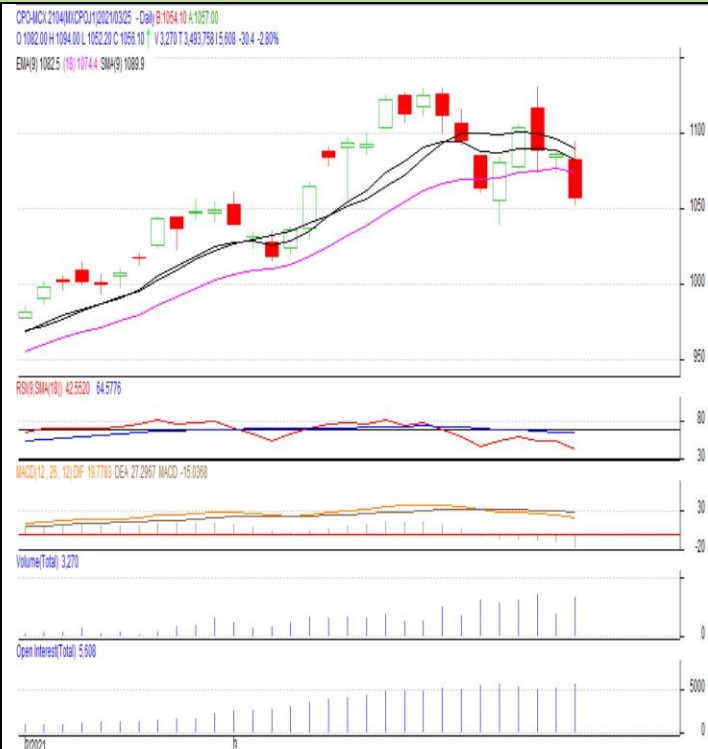 CPO-MCX 2104(MXCPOJ1)2021/03/25 - Daily B:1054.10 A:1057.00
O 1082.00 H 1094.00 L 1052.20 C 1056.10 V 3,270 T 3,483,758 I 5,608 -30.4 -2.80%
EMA(9) 1082.5 (18) 1074.4 SMA(9) 1089.9
1100
1050
1000
950
RSI(9,SMA(18)) 42.5520 64.5776
80
30
MACD(12, 26, 12) DIF 19.7783 DEA 27.2967 MACD -15.0368
30
-20
Volume(Total) 3,270
0
Open Interest(Total) 5,608
5000
0
2/2021 3